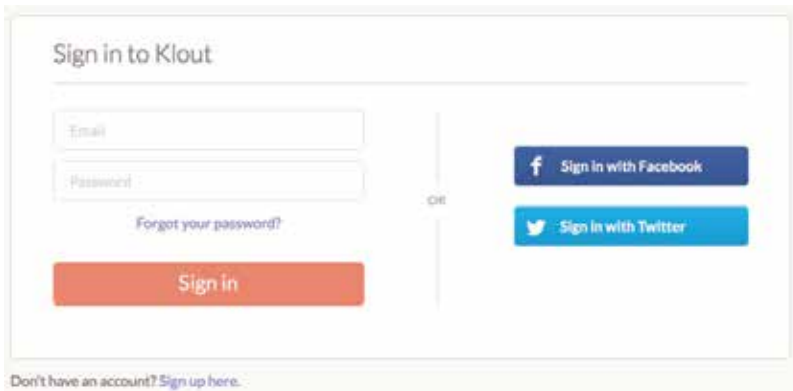 Sign in to Klout
Email
Password
Forgot your password?
Sign in
OR
Sign in with Facebook
Sign in with Twitter
Don't have an account? Sign up here.